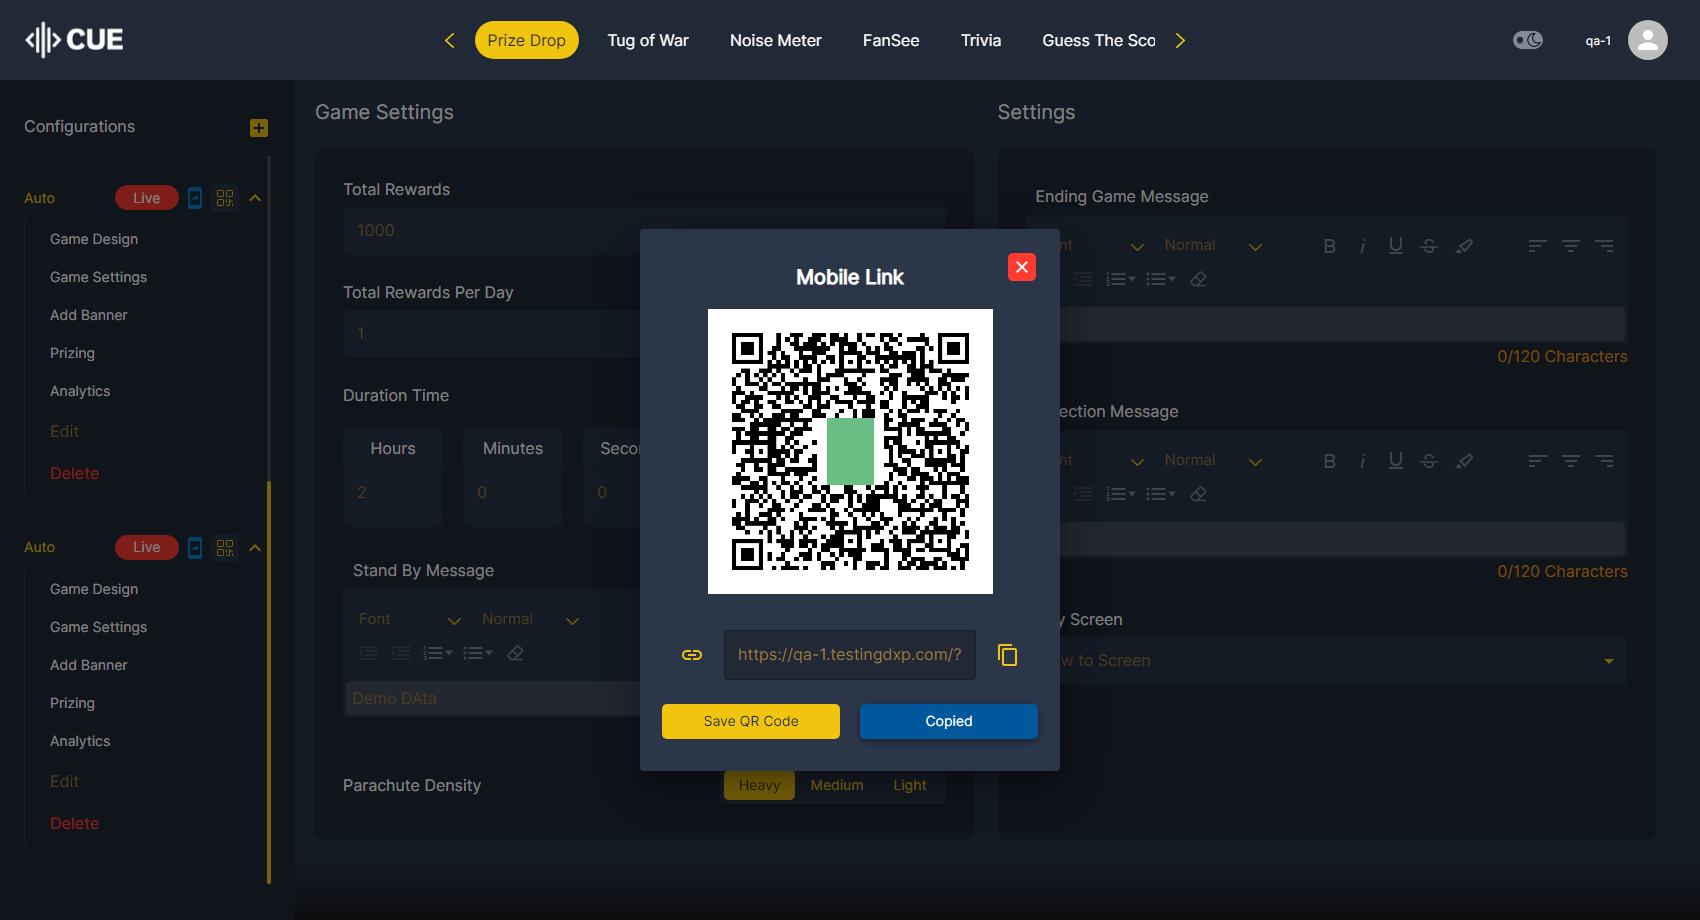 CUE
Prize Drop
Tug of War
Noise Meter
FanSee
Trivia
Guess The Sco
qa-1
Configurations
Auto
Live
Game Design
Game Settings
Add Banner
Prizing
Analytics
Edit
Delete
Auto
Live
Game Design
Game Settings
Add Banner
Prizing
Analytics
Edit
Delete
Game Settings
Total Rewards
1000
Total Rewards Per Day
1
Duration Time
Hours
Minutes
Secon
2
0
0
Stand By Message
Font
Normal
Demo DAta
Parachute Density
Heavy
Medium
Light
Mobile Link
https://qa-1.testingdxp.com/?
Save QR Code
Copied
Settings
Ending Game Message
nt
Normal
B i U S
0/120 Characters
ection Message
nt
Normal
B i U S
0/120 Characters
y Screen
w to Screen